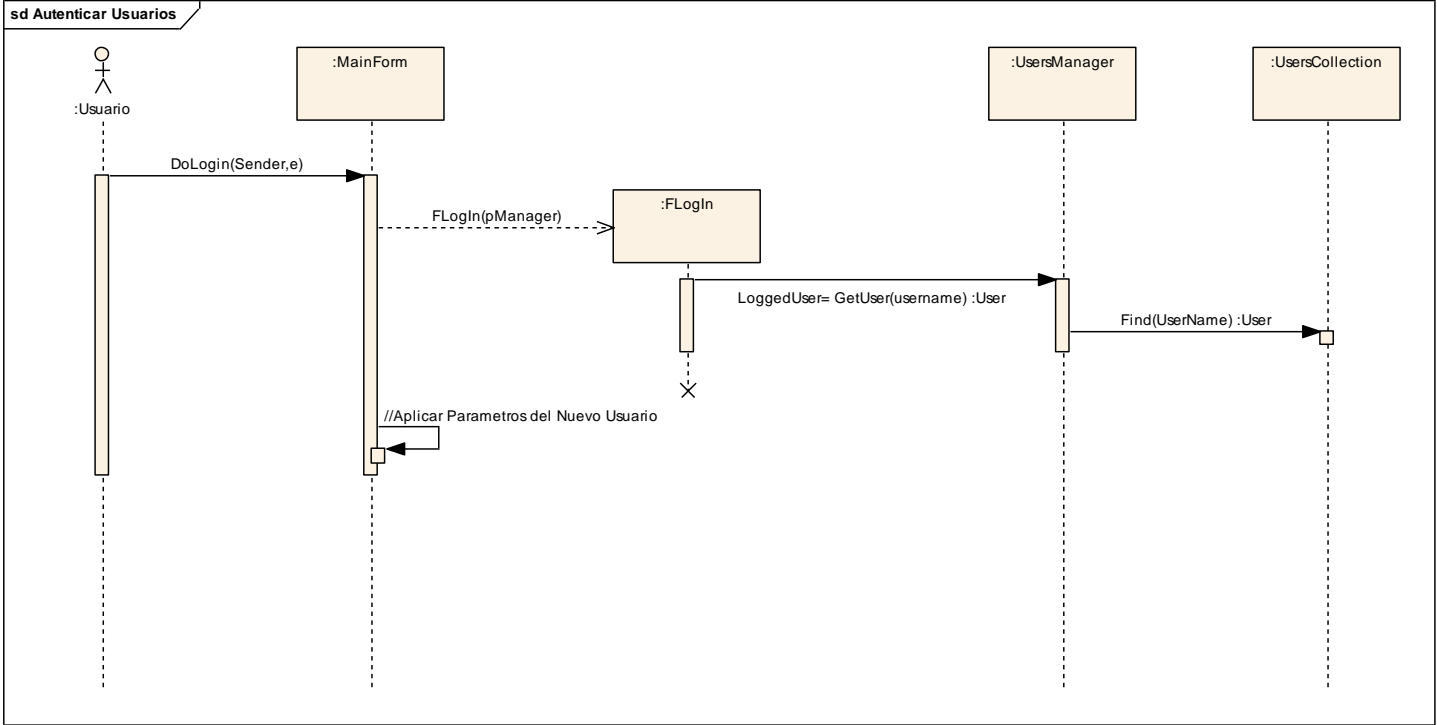 sd Autenticar Usuarios
:Usuario
:MainForm
:UsersManager
:UsersCollection
DoLogin(Sender,e)
:FLogIn
FLogIn(pManager)
LoggedUser= GetUser(username) :User
Find(UserName) :User
//Aplicar Parametros del Nuevo Usuario